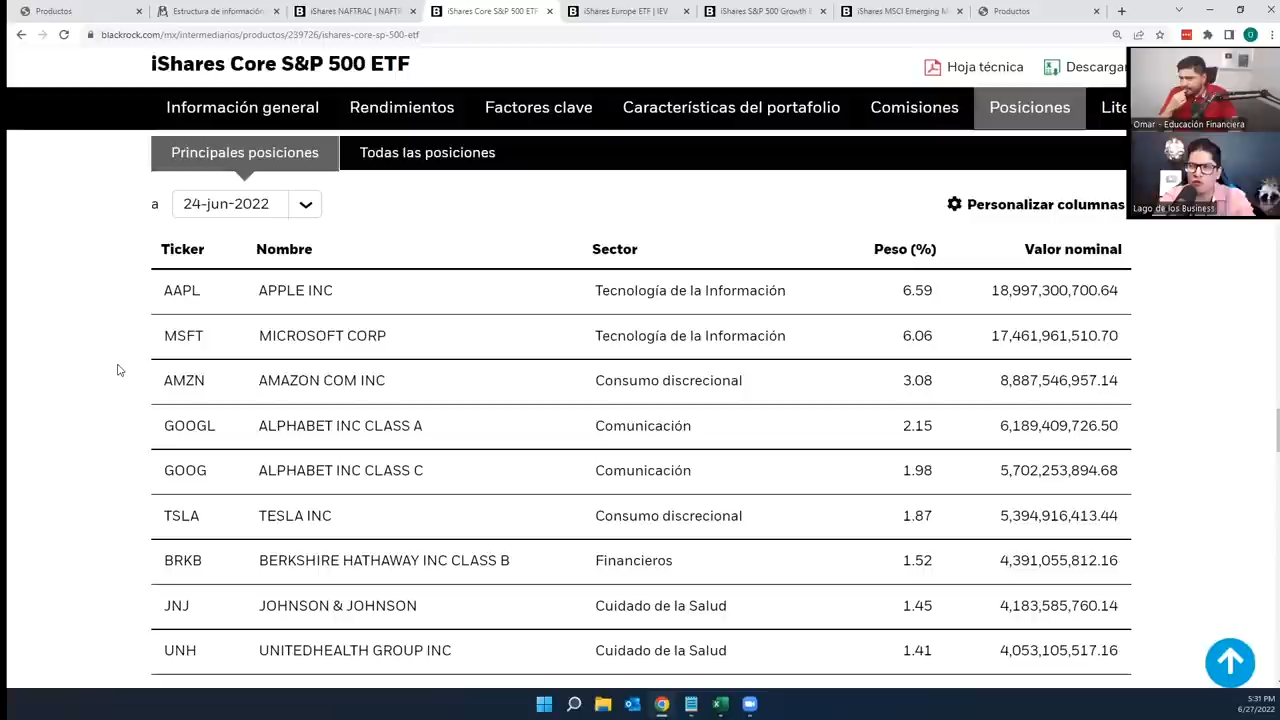 Productos
Estructura de información
iShares NAFTRAC | NAFTR
iShares Core S&P 500 ETF
iShares Europe ETF | IEV
iShares S&P 500 Growth E
iShares MSCI Emerging M
Productos
blackrock.com/mx/intermediarios/productos/239726/ishares-core-sp-500-etf
iShares Core S&P 500 ETF
Hoja técnica
Descargar
Información general
Rendimientos
Factores clave
Características del portafolio
Comisiones
Posiciones
Lite
Omar - Educación Financiera
Lago de los Business
Principales posiciones
Todas las posiciones
a
24-jun-2022
Personalizar columnas
Ticker Nombre Sector Peso (%) Valor nominal
AAPL APPLE INC Tecnología de la Información 6.59 18,997,300,700.64
MSFT MICROSOFT CORP Tecnología de la Información 6.06 17,461,961,510.70
AMZN AMAZON COM INC Consumo discrecional 3.08 8,887,546,957.14
GOOGL ALPHABET INC CLASS A Comunicación 2.15 6,189,409,726.50
GOOG ALPHABET INC CLASS C Comunicación 1.98 5,702,253,894.68
TSLA TESLA INC Consumo discrecional 1.87 5,394,916,413.44
BRKB BERKSHIRE HATHAWAY INC CLASS B Financieros 1.52 4,391,055,812.16
JNJ JOHNSON & JOHNSON Cuidado de la Salud 1.45 4,183,585,760.14
UNH UNITEDHEALTH GROUP INC Cuidado de la Salud 1.41 4,053,105,517.16
5:31 PM
6/27/2022